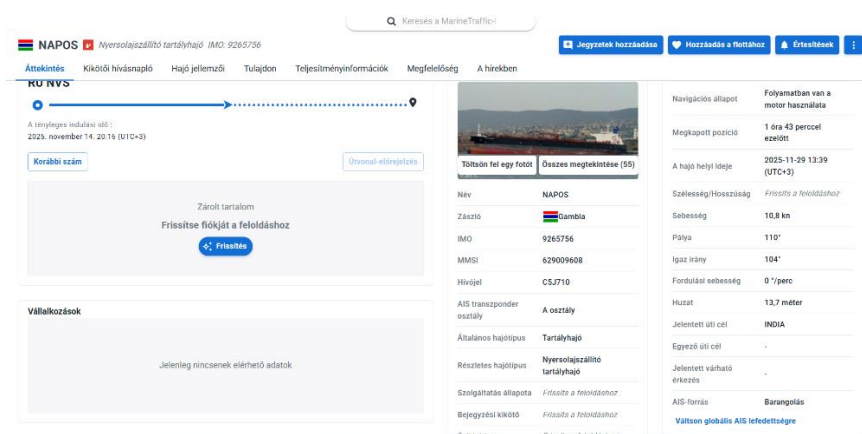 Keresés a MarineTraffic-i
NAPOS Nyersolajszállító tartályhajó IMO: 9265756
Jegyzetek hozzáadása
Hozzáadás a flottához
Értesítések
Áttekintés
Kikötői hívásnapló
Hajó jellemzői
Tulajdon
Teljesítményinformációk
Megfelelőség
A hírekben
RU NVS
A tényleges indulási idő :
2025. november 14. 20:16 (UTC+3)
Korábbi szám
Útvonal-előrejelzés
Zárolt tartalom
Frissítse fiókját a feloldáshoz
Frissítés
Vállalkozások
Jelenleg nincsenek elérhető adatok
Töltsön fel egy fotót
Összes megtekintése (55)
Név NAPOS
Zászló Gambia
IMO 9265756
MMSI 629009608
Hívójel C5J710
AIS transzponder
osztály A osztály
Általános hajótípus Tartályhajó
Részletes hajótípus Nyersolajszállító
tartályhajó
Szolgáltatás állapota Frissíts a feloldáshoz
Bejegyzési kikötő Frissíts a feloldáshoz
Navigációs állapot Folyamatban van a
motor használata
Megkapott pozíció 1 óra 43 perccel
ezelőtt
A hajó helyi ideje 2025-11-29 13:39
(UTC+3)
Szélesség/Hosszúság Frissíts a feloldáshoz
Sebesség 10,8 kn
Pálya 110°
Igaz irány 104°
Fordulási sebesség 0 °/perc
Huzat 13,7 méter
Jelentett úti cél INDIA
Egyező úti cél -
Jelentett várható
érkezés -
AIS-forrás Barangolás
Váltson globális AIS lefedettségre